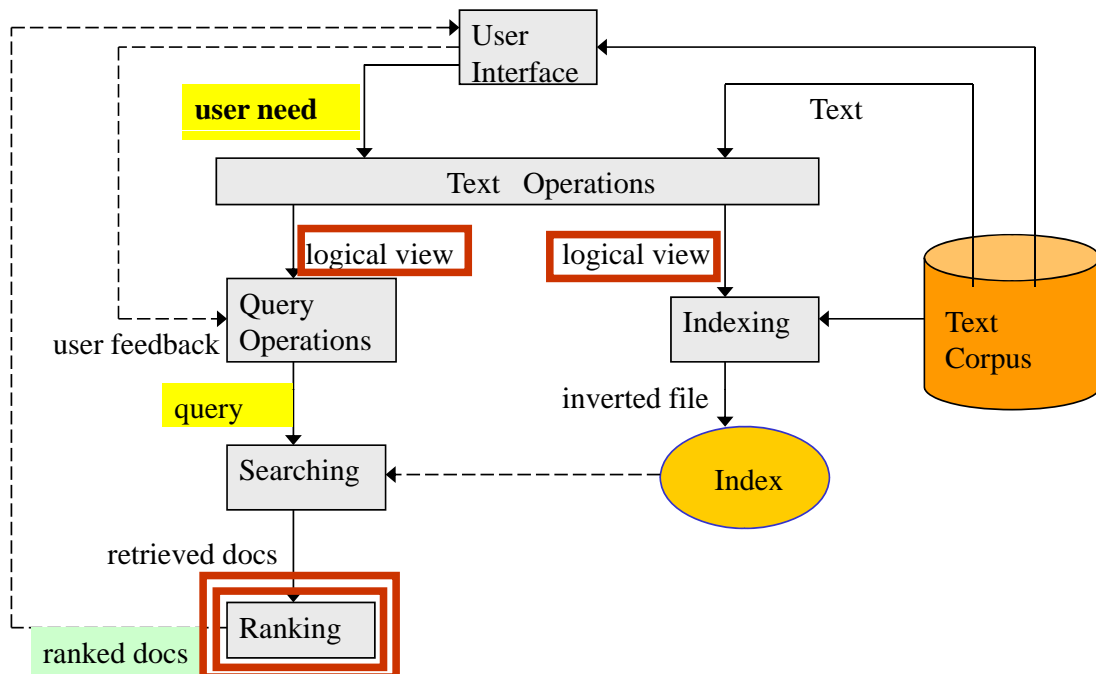 User
Interface
user need
Text
Text Operations
logical view
logical view
Query
Operations
Indexing
Text
Corpus
user feedback
query
inverted file
Searching
Index
retrieved docs
Ranking
ranked docs